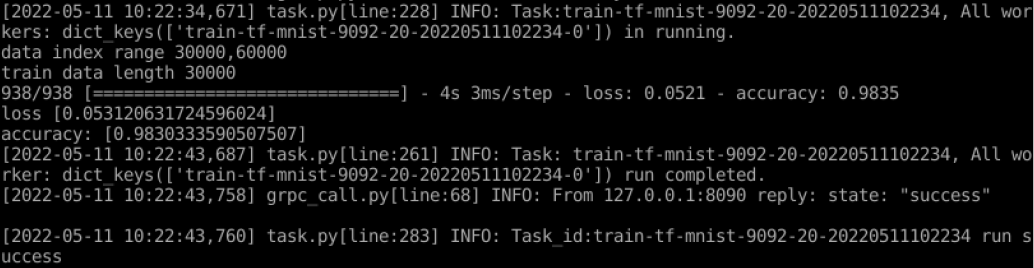 [2022-05-11 10:22:34,671] task.py[line:228] INFO: Task:train-tf-mnist-9092-20-20220511102234, All wor
kers: dict_keys(['train-tf-mnist-9092-20-20220511102234-0']) in running.
data index range 30000,60000
train data length 30000
938/938 [==============================] - 4s 3ms/step - loss: 0.0521 - accuracy: 0.9835
loss [0.053120631724596024]
accuracy: [0.9830333590507507]
[2022-05-11 10:22:43,687] task.py[line:261] INFO: Task: train-tf-mnist-9092-20-20220511102234, All wo
rker: dict_keys(['train-tf-mnist-9092-20-20220511102234-0']) run completed.
[2022-05-11 10:22:43,758] grpc_call.py[line:68] INFO: From 127.0.0.1:8090 reply: state: "success"
[2022-05-11 10:22:43,760] task.py[line:283] INFO: Task_id:train-tf-mnist-9092-20-20220511102234 run s
uccess